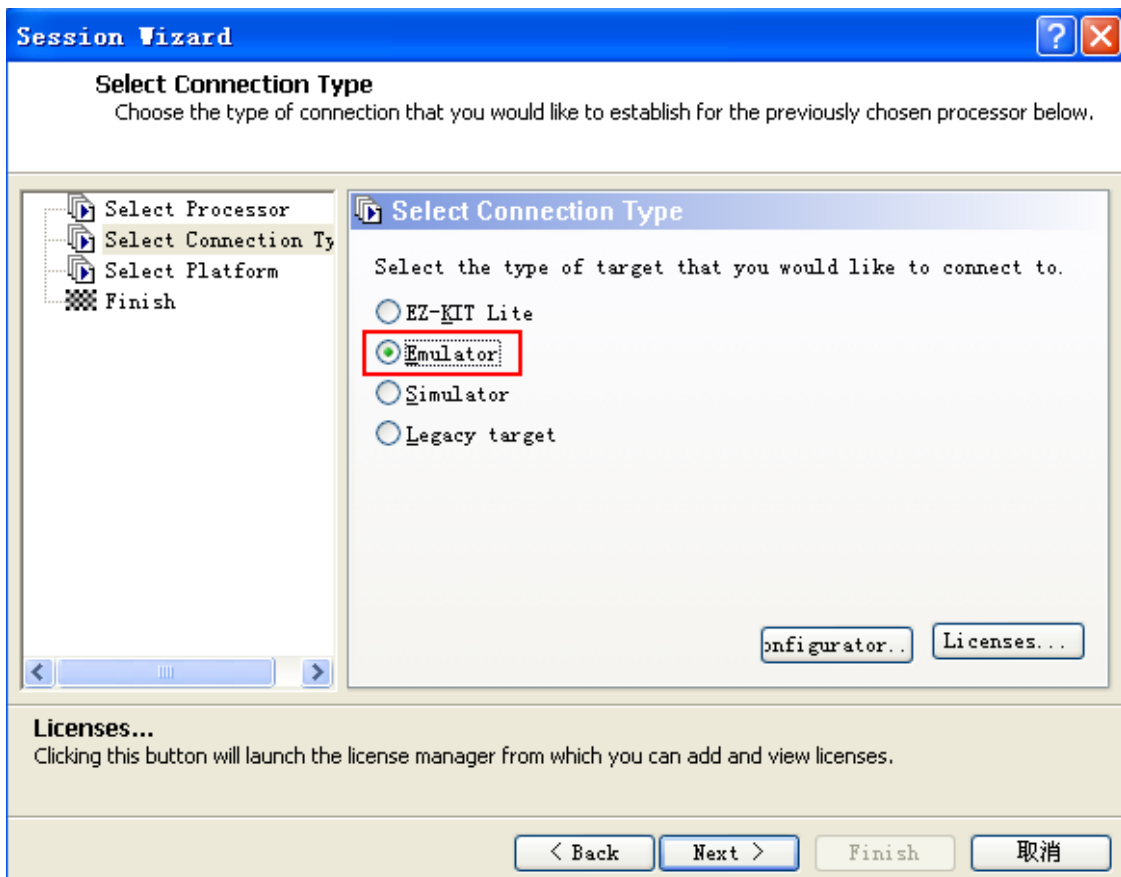 Session Wizard
Select Connection Type
Choose the type of connection that you would like to establish for the previously chosen processor below.
Select Processor
Select Connection Ty
Select Platform
Finish
Select Connection Type
Select the type of target that you would like to connect to.
EZ-KIT Lite
Emulator
Simulator
Legacy target
onfigurator..
Licenses...
Licenses...
Clicking this button will launch the license manager from which you can add and view licenses.
< Back Next > Finish 取消